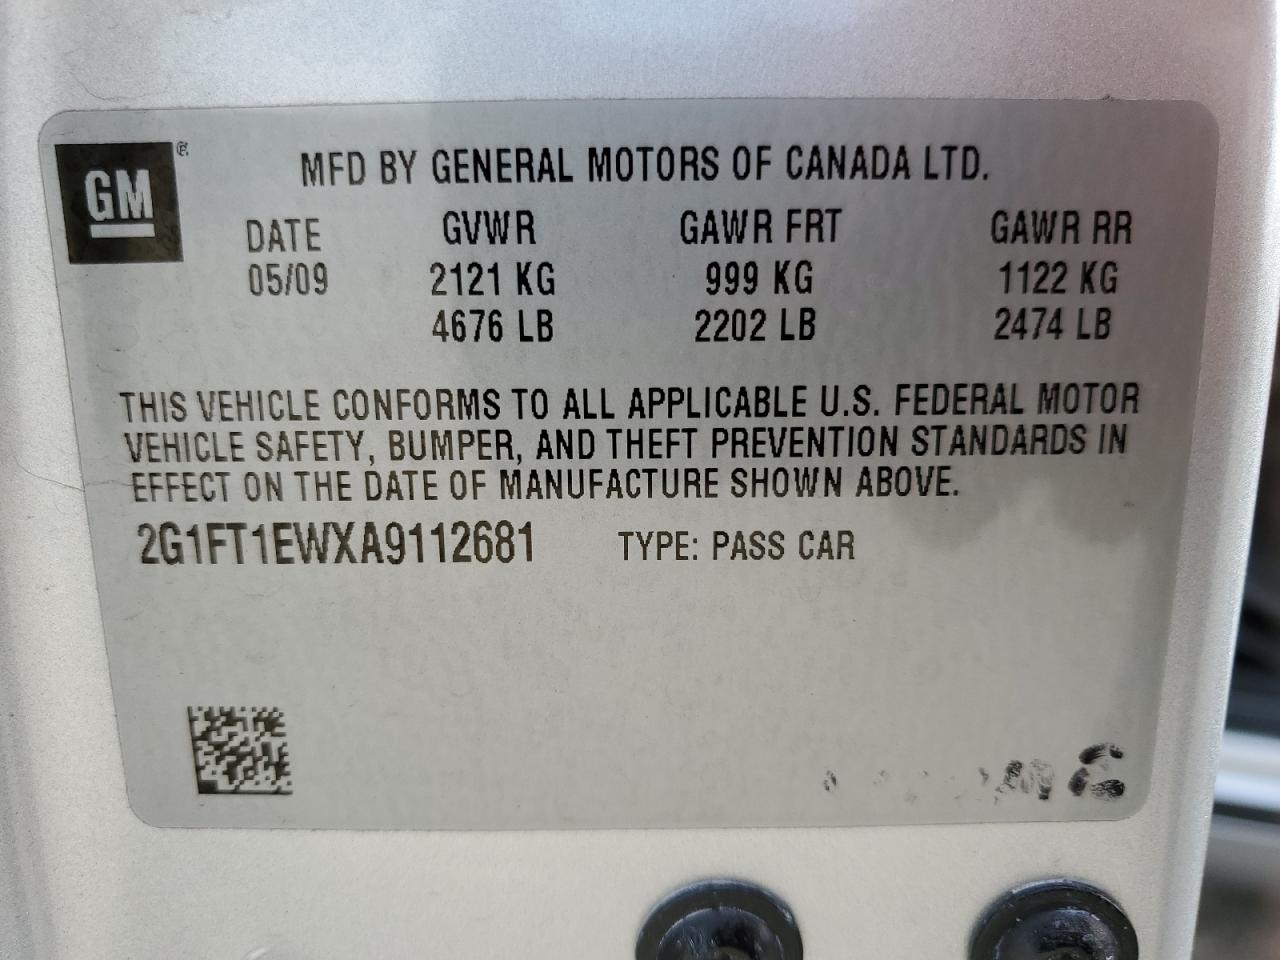 GM
MFD BY GENERAL MOTORS OF CANADA LTD.
DATE GVWR GAWR FRT GAWR RR
05/09 2121 KG 999 KG 1122 KG
4676 LB 2202 LB 2474 LB
THIS VEHICLE CONFORMS TO ALL APPLICABLE U.S. FEDERAL MOTOR
VEHICLE SAFETY, BUMPER, AND THEFT PREVENTION STANDARDS IN
EFFECT ON THE DATE OF MANUFACTURE SHOWN ABOVE.
2G1FT1EWXA9112681 TYPE: PASS CAR